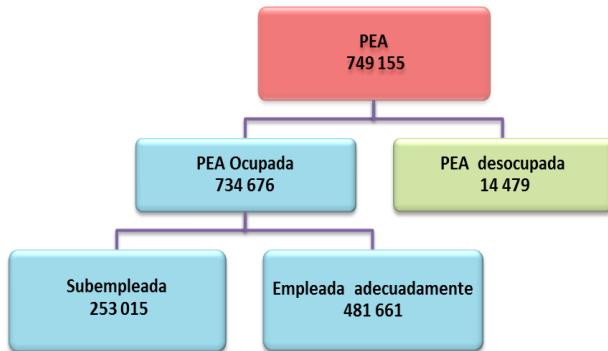 PEA
749 155
PEA Ocupada
734 676
PEA desocupada
14 479
Subempleada
253 015
Empleada adecuadamente
481 661